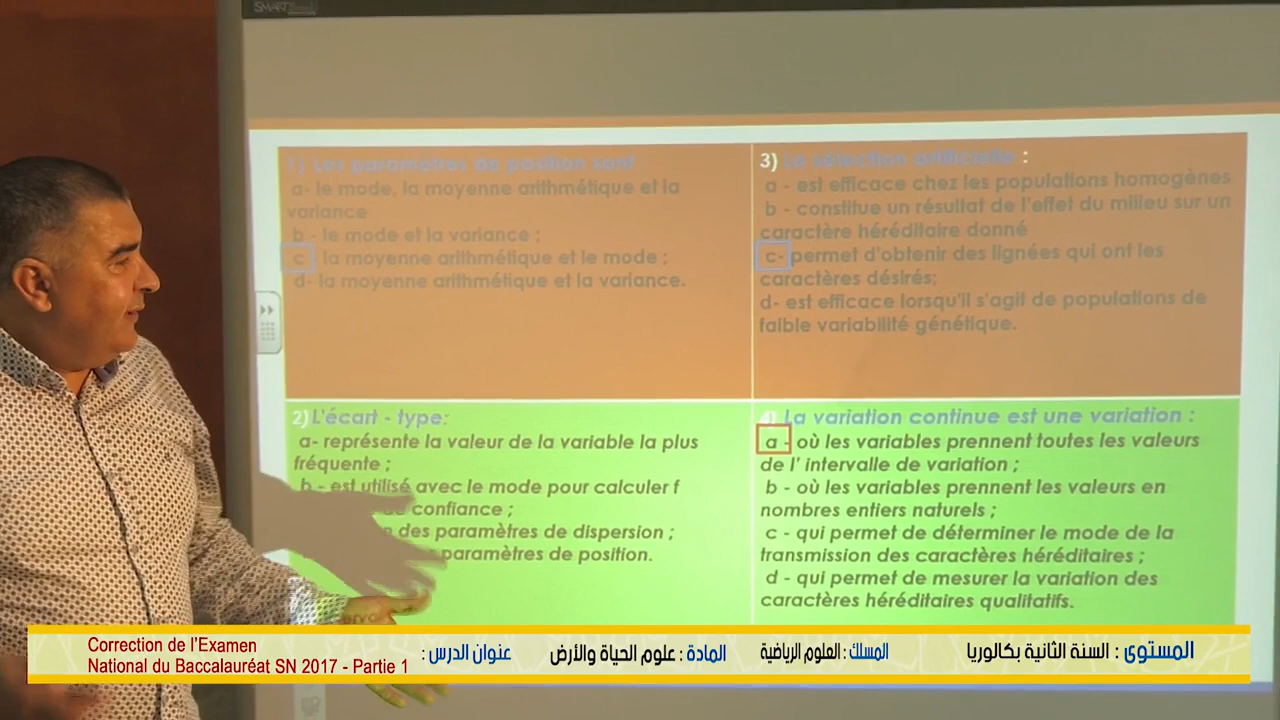 SMART
1) Les paramètres de position sont
a- le mode, la moyenne arithmétique et la
variance
b - le mode et la variance ;
c la moyenne arithmétique et le mode ;
d- la moyenne arithmétique et la variance.
3) La sélection artificielle :
a - est efficace chez les populations homogènes
b - constitue un résultat de l'effet du milieu sur un
caractère héréditaire donné
c- permet d'obtenir des lignées qui ont les
caractères désirés;
d- est efficace lorsqu'il s'agit de populations de
faible variabilité génétique.
2) L'écart - type:
a- représente la valeur de la variable la plus
fréquente ;
b - est utilisé avec le mode pour calculer f
confiance ;
des paramètres de dispersion ;
paramètres de position.
4) La variation continue est une variation :
a - où les variables prennent toutes les valeurs
de l' intervalle de variation ;
b - où les variables prennent les valeurs en
nombres entiers naturels ;
c - qui permet de déterminer le mode de la
transmission des caractères héréditaires ;
d - qui permet de mesurer la variation des
caractères héréditaires qualitatifs.
المستوى : السنة الثانية بكالوريا
المسلك : العلوم الرياضية
المادة : علوم الحياة والأرض
عنوان الدرس :
Correction de l'Examen
National du Baccalauréat SN 2017 - Partie 1